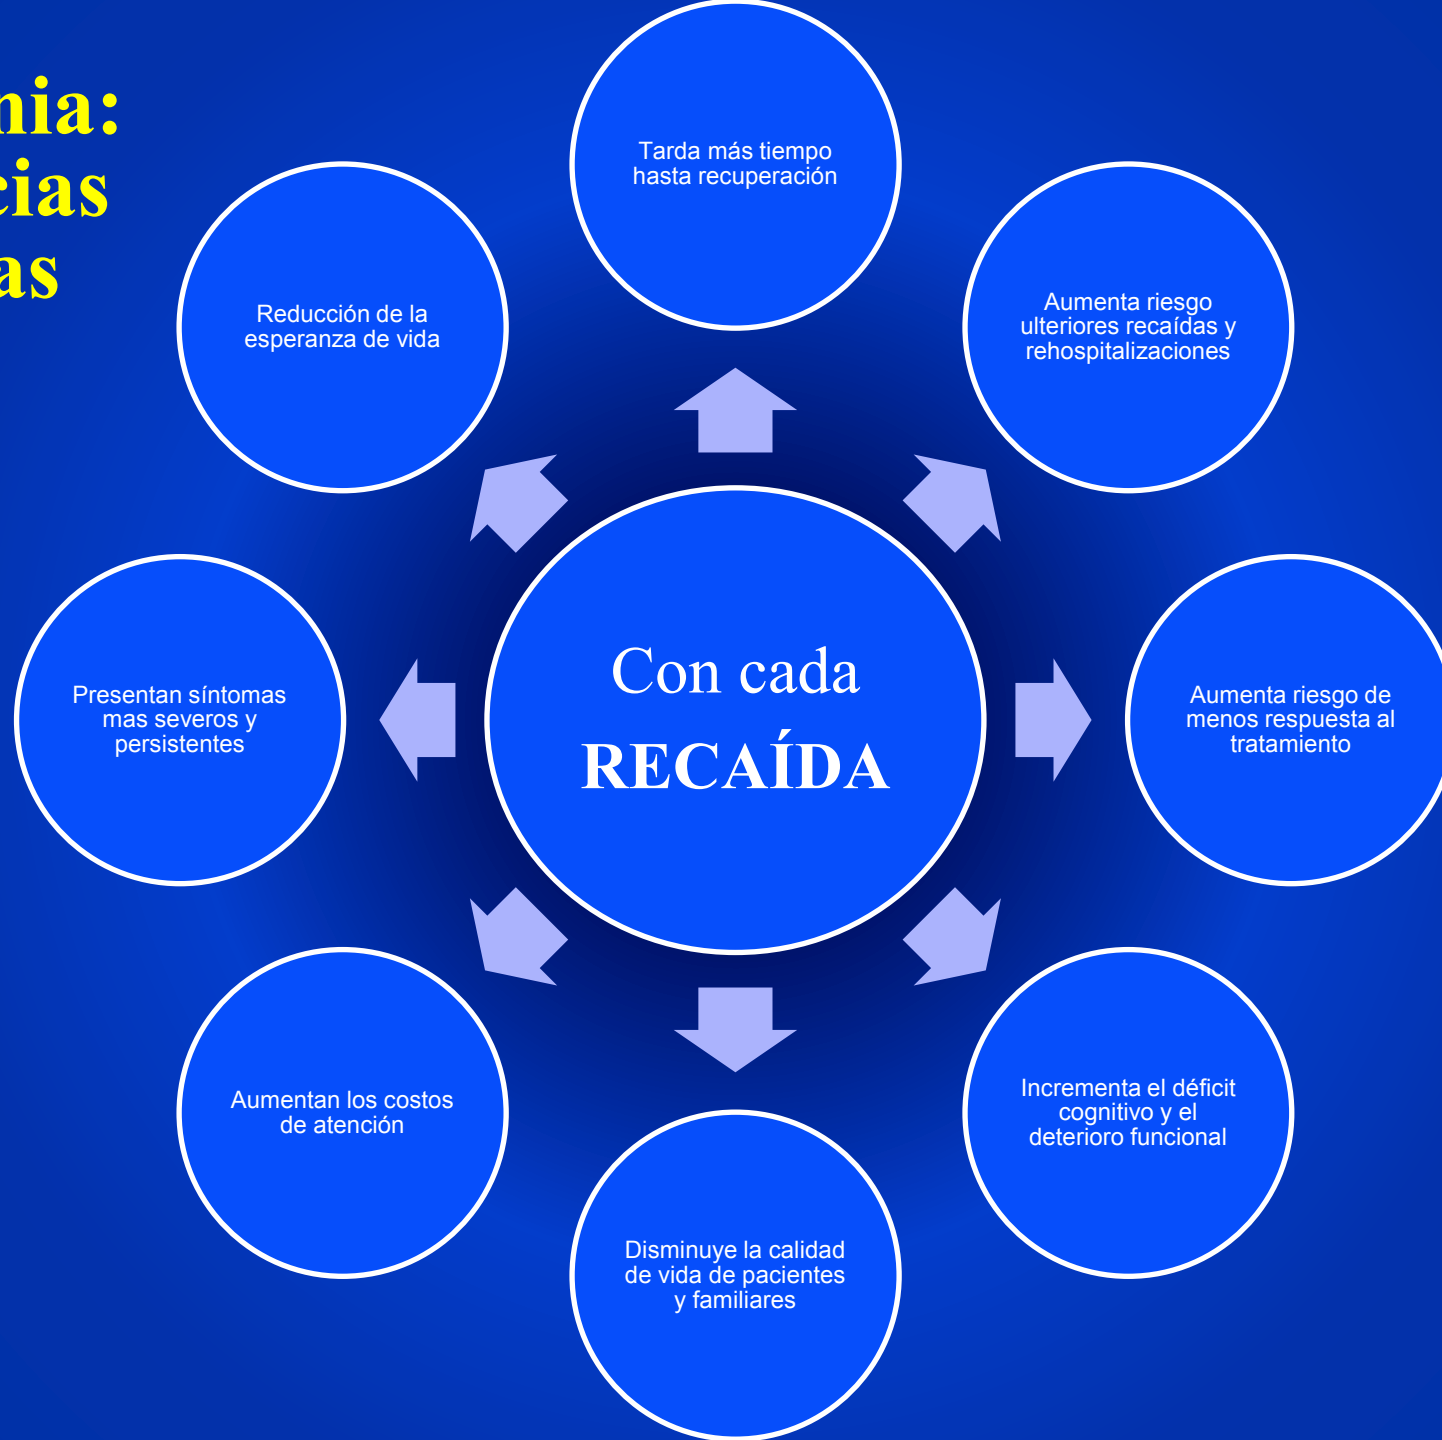 nia:
cias
as
Tarda más tiempo
hasta recuperación
Aumenta riesgo
ulteriores recaídas y
rehospitalizaciones
Aumenta riesgo de
menos respuesta al
tratamiento
Incrementa el déficit
cognitivo y el
deterioro funcional
Disminuye la calidad
de vida de pacientes
y familiares
Aumentan los costos
de atención
Presentan síntomas
mas severos y
persistentes
Reducción de la
esperanza de vida
Con cada
RECAÍDA